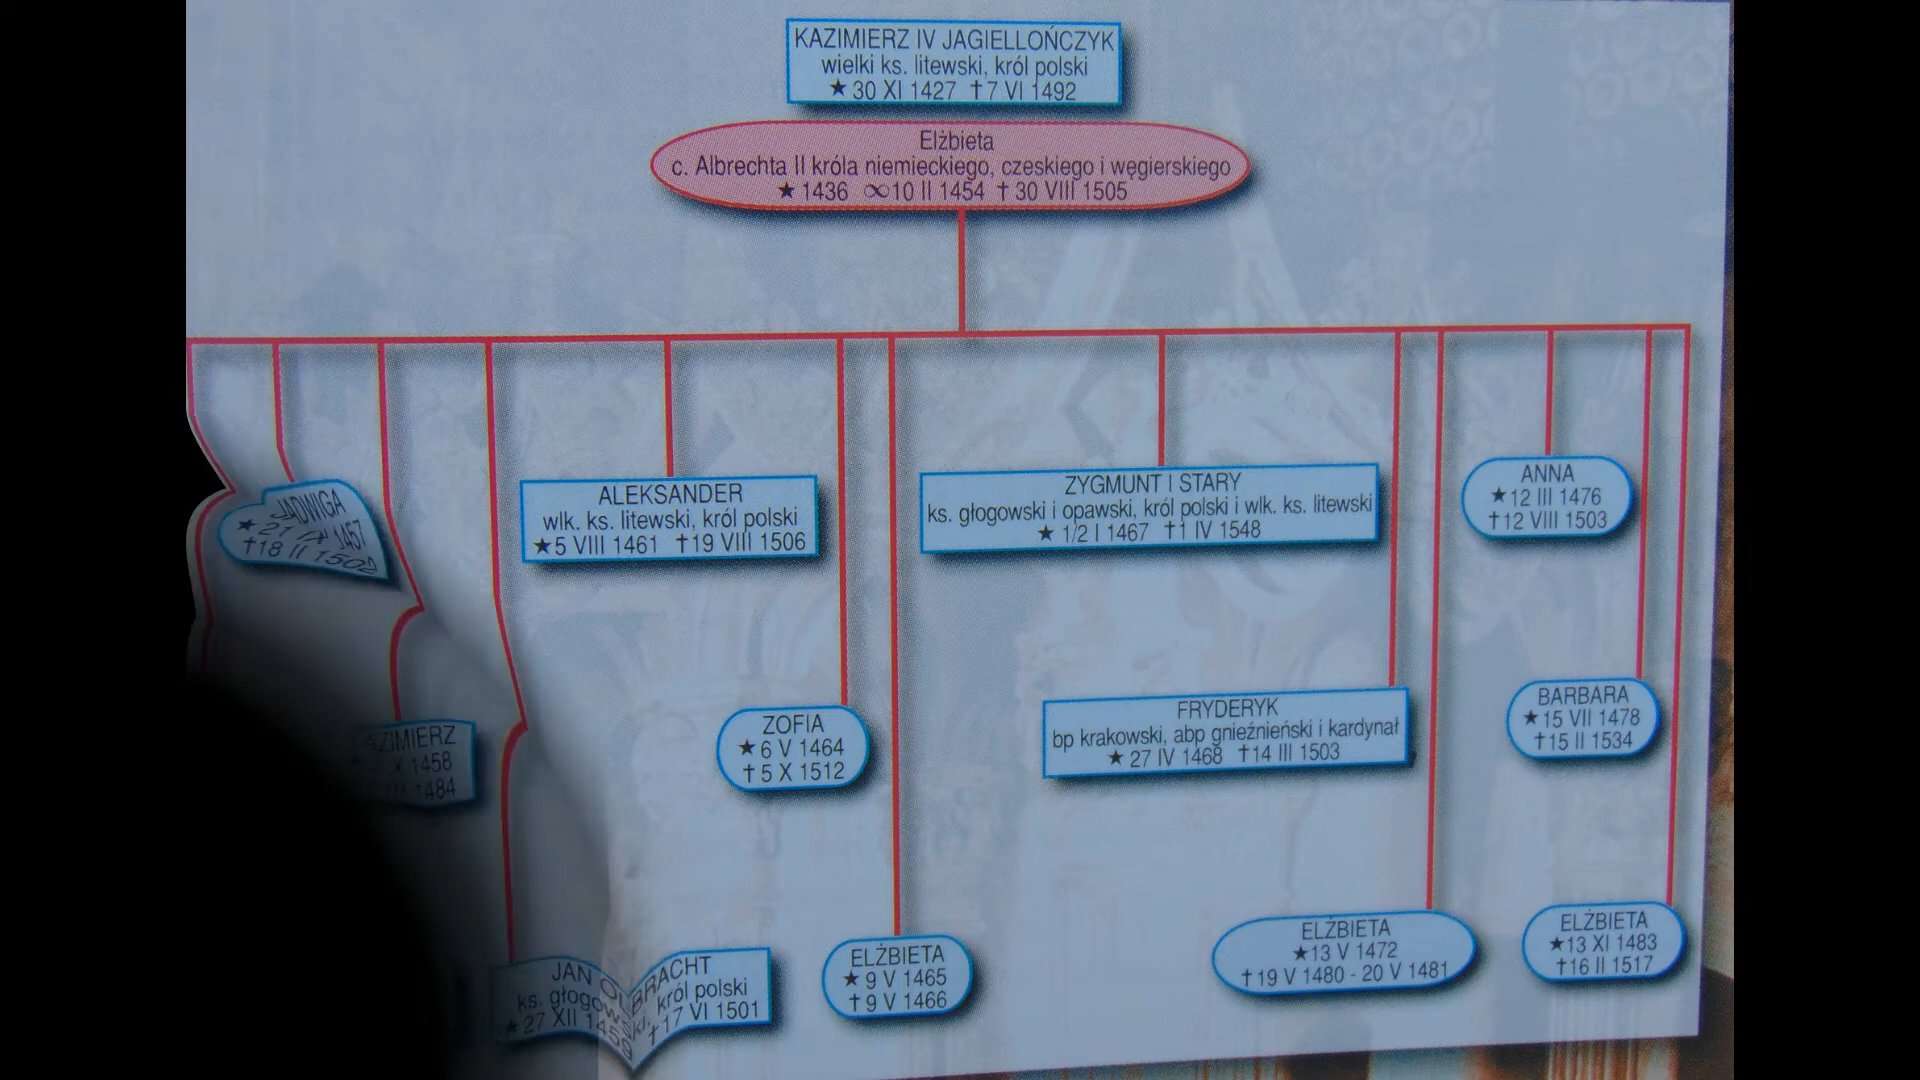 KAZIMIERZ IV JAGIELLOŃCZYK
wielki ks. litewski, król polski
★ 30 XI 1427 †7 VI 1492
Elżbieta
c. Albrechta II króla niemieckiego, czeskiego i węgierskiego
★ 1436 ∞10 II 1454 † 30 VIII 1505
JADWIGA
★ 21 IX 1457
†18 II 1502
ALEKSANDER
wlk. ks. litewski, król polski
★5 VIII 1461 †19 VIII 1506
ZYGMUNT I STARY
ks. głogowski i opawski, król polski i wlk. ks. litewski
★ 1/2 I 1467 †1 IV 1548
ANNA
★12 III 1476
†12 VIII 1503
X 1458
1484
ZOFIA
★ 6 V 1464
† 5 X 1512
FRYDERYK
bp krakowski, abp gnieźnieński i kardynał
★ 27 IV 1468 †14 III 1503
BARBARA
★ 15 VII 1478
†15 II 1534
JAN OLBRACHT
ks. głogowski, król polski
★ 27 XII 1459 †17 VI 1501
ELŻBIETA
★ 9 V 1465
† 9 V 1466
ELŻBIETA
★13 V 1472
†19 V 1480 - 20 V 1481
ELŻBIETA
★13 XI 1483
†16 II 1517